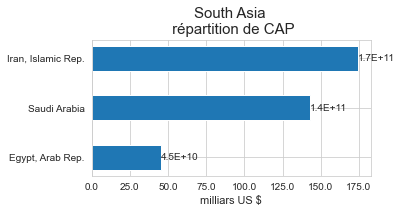 South Asia
répartition de CAP
Iran, Islamic Rep.
1.7E+11
Saudi Arabia
1.4E+11
Egypt, Arab Rep.
4.5E+10
0.0 25.0 50.0 75.0 100.0 125.0 150.0 175.0
milliars US $